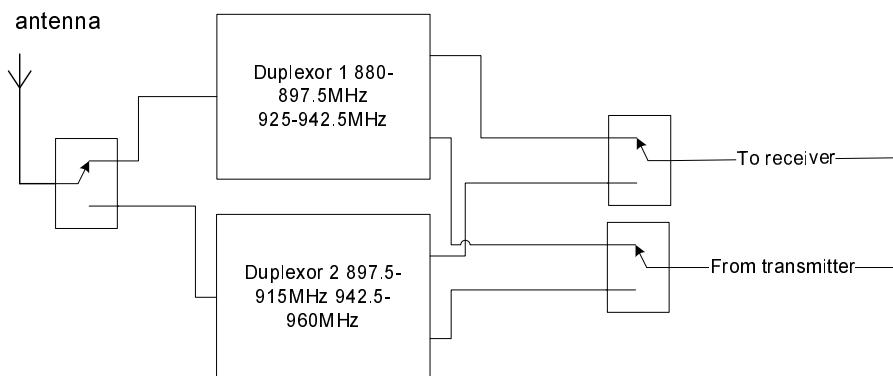 antenna
Duplexor 1 880-
897.5MHz
925-942.5MHz
To receiver
Duplexor 2 897.5-
915MHz 942.5-
960MHz
From transmitter